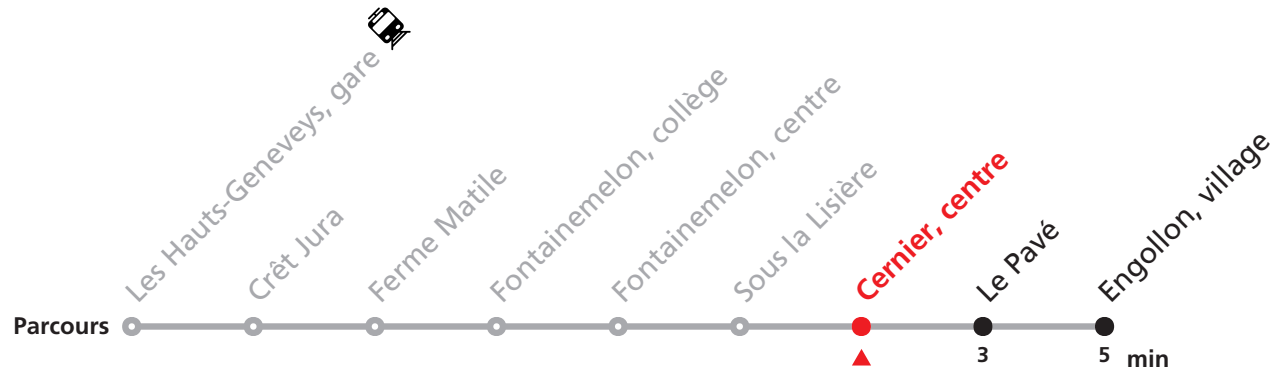 Les Hauts-Geneveys, gare
Crêt Jura
Ferme Matile
Fontainemelon, collège
Fontainemelon, centre
Sous la Lisière
Cernier, centre
Le Pavé
Engollon, village
Parcours
3
5 min